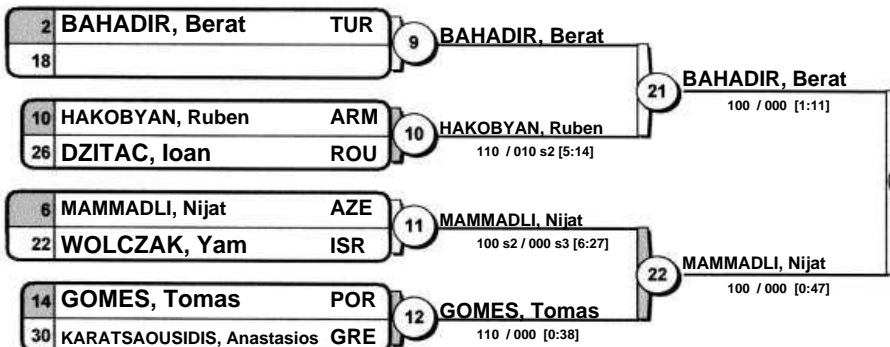 2 BAHADIR, Berat TUR
18
9
BAHADIR, Berat
10 HAKOBYAN, Ruben ARM
26 DZITAC, Ioan ROU
10
HAKOBYAN, Ruben
110 / 010 s2 [5:14]
21
BAHADIR, Berat
100 / 000 [1:11]
6 MAMMADLI, Nijat AZE
22 WOLCZAK, Yam ISR
11
MAMMADLI, Nijat
100 s2 / 000 s3 [6:27]
14 GOMES, Tomas POR
30 KARATSAOUSIDIS, Anastasios GRE
12
GOMES, Tomas
110 / 000 [0:38]
22
MAMMADLI, Nijat
100 / 000 [0:47]